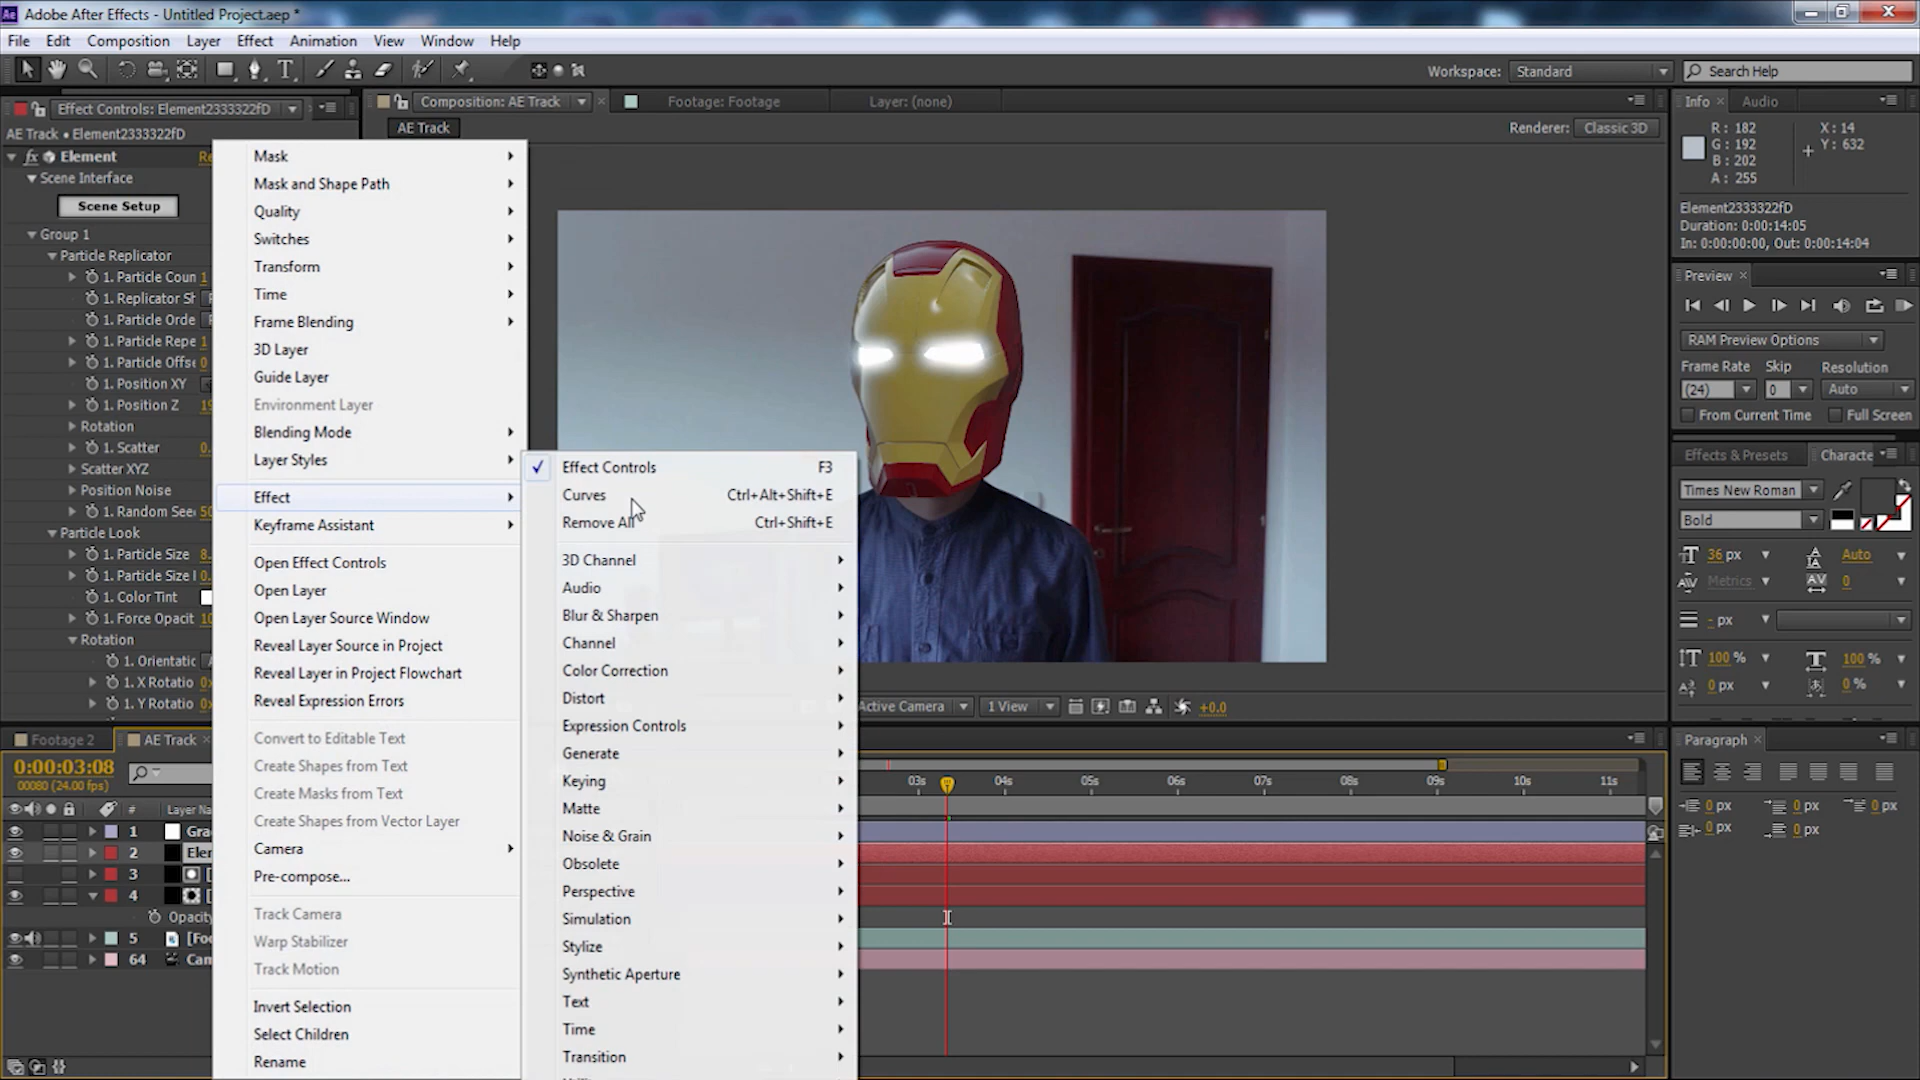 Adobe After Effects - Untitled Project.aep *
File Edit Composition Layer Effect Animation View Window Help
Workspace: Standard Search Help
Effect Controls: Element2333322fD
AE Track • Element2333322fD
fx Element
Scene Interface
Scene Setup
Group 1
Particle Replicator
1. Particle Coun 1
1. Replicator Sh
1. Particle Orde
1. Particle Repe 1
1. Particle Offse 0
1. Position XY
1. Position Z
Rotation
1. Scatter 0.
Scatter XYZ
Position Noise
1. Random See 50
Particle Look
1. Particle Size 8.
1. Particle Size
1. Color Tint
1. Force Opacit 10
Rotation
1. Orientatic
1. X Rotatio
1. Y Rotatio
Mask
Mask and Shape Path
Quality
Switches
Transform
Time
Frame Blending
3D Layer
Guide Layer
Environment Layer
Blending Mode
Layer Styles
Effect
Keyframe Assistant
Open Effect Controls
Open Layer
Open Layer Source Window
Reveal Layer Source in Project
Reveal Layer in Project Flowchart
Reveal Expression Errors
Convert to Editable Text
Create Shapes from Text
Create Masks from Text
Create Shapes from Vector Layer
Camera
Pre-compose...
Track Camera
Warp Stabilizer
Track Motion
Invert Selection
Select Children
Rename
Effect Controls F3
Curves Ctrl+Alt+Shift+E
Remove All Ctrl+Shift+E
3D Channel
Audio
Blur & Sharpen
Channel
Color Correction
Distort
Expression Controls
Generate
Keying
Matte
Noise & Grain
Obsolete
Perspective
Simulation
Stylize
Synthetic Aperture
Text
Time
Transition
Composition: AE Track Footage: Footage Layer: (none)
AE Track
Renderer: Classic 3D
Active Camera 1 View +0.0
Info Audio
R: 182 X: 14
G: 192 Y: 632
B: 202
A: 255
Element2333322fD
Duration: 0:00:14:05
In: 0:00:00:00, Out: 0:00:14:04
Preview
RAM Preview Options
Frame Rate Skip Resolution
(24) 0 Auto
From Current Time Full Screen
Effects & Presets Characte
Times New Roman
Bold
36 px Auto
Metrics 0
- px
100 % 100 %
0 px 0 %
Paragraph
0 px 0 px 0 px
0 px 0 px
Footage 2 AE Track
0:00:03:08
00080 (24.00 fps)
# Layer Na
1 Gra
2 Eler
3 [
4 [
Opacity
5 [Foo
64 Cam
03s 04s 05s 06s 07s 08s 09s 10s 11s